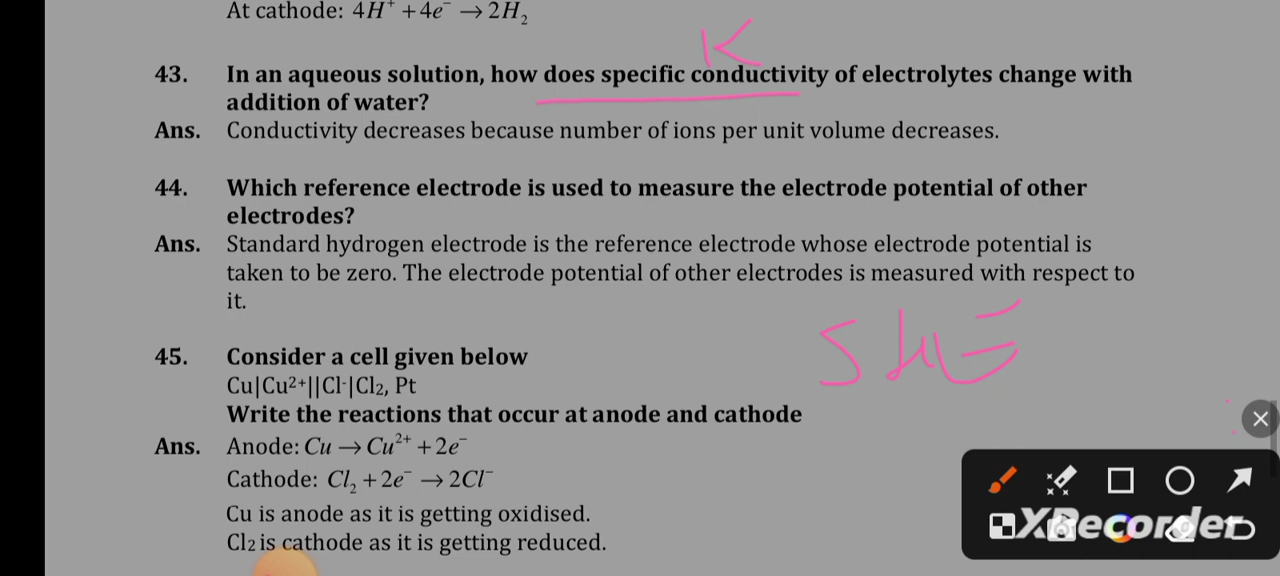 At cathode: 4H⁺ + 4e⁻ → 2H₂
K
43. In an aqueous solution, how does specific conductivity of electrolytes change with
addition of water?
Ans. Conductivity decreases because number of ions per unit volume decreases.
44. Which reference electrode is used to measure the electrode potential of other
electrodes?
Ans. Standard hydrogen electrode is the reference electrode whose electrode potential is
taken to be zero. The electrode potential of other electrodes is measured with respect to
it.
SHE
45. Consider a cell given below
Cu|Cu²⁺||Cl⁻|Cl₂, Pt
Write the reactions that occur at anode and cathode
Ans. Anode: Cu → Cu²⁺ + 2e⁻
Cathode: Cl₂ + 2e⁻ → 2Cl⁻
Cu is anode as it is getting oxidised.
Cl₂ is cathode as it is getting reduced.
XRecorder